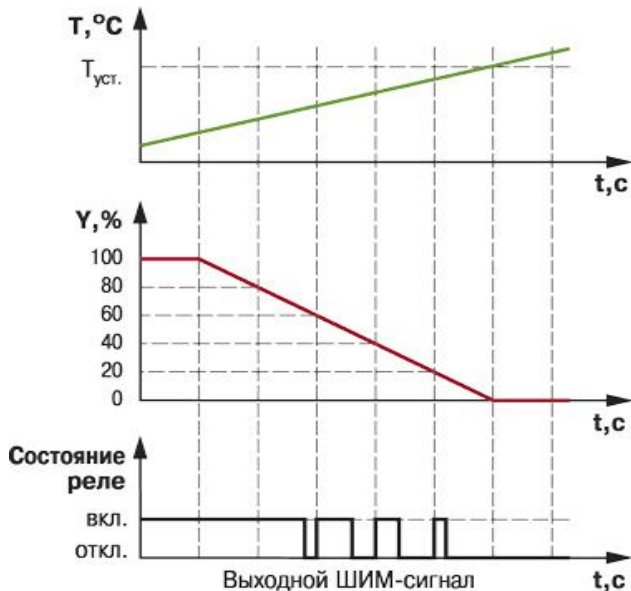 T,°C
Tуст.
t,c
Y,%
100
80
60
40
20
0
t,c
Состояние
реле
вкл.
откл.
Выходной ШИМ-сигнал
t,c